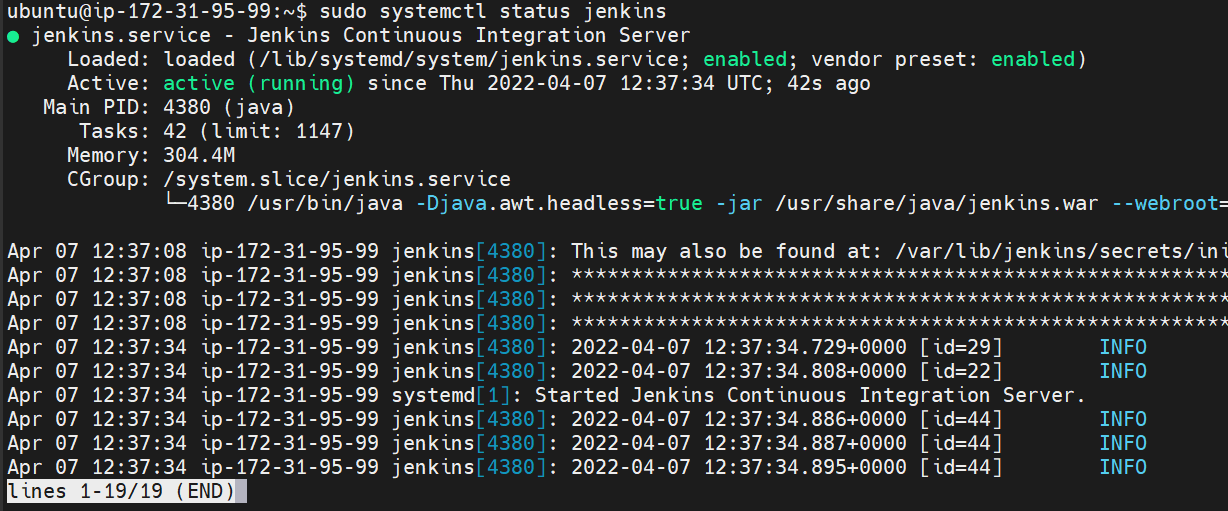 ubuntu@ip-172-31-95-99:~$ sudo systemctl status jenkins
● jenkins.service - Jenkins Continuous Integration Server
     Loaded: loaded (/lib/systemd/system/jenkins.service; enabled; vendor preset: enabled)
     Active: active (running) since Thu 2022-04-07 12:37:34 UTC; 42s ago
   Main PID: 4380 (java)
      Tasks: 42 (limit: 1147)
     Memory: 304.4M
     CGroup: /system.slice/jenkins.service
             └─4380 /usr/bin/java -Djava.awt.headless=true -jar /usr/share/java/jenkins.war --webroot=
Apr 07 12:37:08 ip-172-31-95-99 jenkins[4380]: This may also be found at: /var/lib/jenkins/secrets/ini
Apr 07 12:37:08 ip-172-31-95-99 jenkins[4380]: *******************************************************
Apr 07 12:37:08 ip-172-31-95-99 jenkins[4380]: *******************************************************
Apr 07 12:37:08 ip-172-31-95-99 jenkins[4380]: *******************************************************
Apr 07 12:37:34 ip-172-31-95-99 jenkins[4380]: 2022-04-07 12:37:34.729+0000 [id=29]        INFO
Apr 07 12:37:34 ip-172-31-95-99 jenkins[4380]: 2022-04-07 12:37:34.808+0000 [id=22]        INFO
Apr 07 12:37:34 ip-172-31-95-99 systemd[1]: Started Jenkins Continuous Integration Server.
Apr 07 12:37:34 ip-172-31-95-99 jenkins[4380]: 2022-04-07 12:37:34.886+0000 [id=44]        INFO
Apr 07 12:37:34 ip-172-31-95-99 jenkins[4380]: 2022-04-07 12:37:34.887+0000 [id=44]        INFO
Apr 07 12:37:34 ip-172-31-95-99 jenkins[4380]: 2022-04-07 12:37:34.895+0000 [id=44]        INFO
lines 1-19/19 (END)